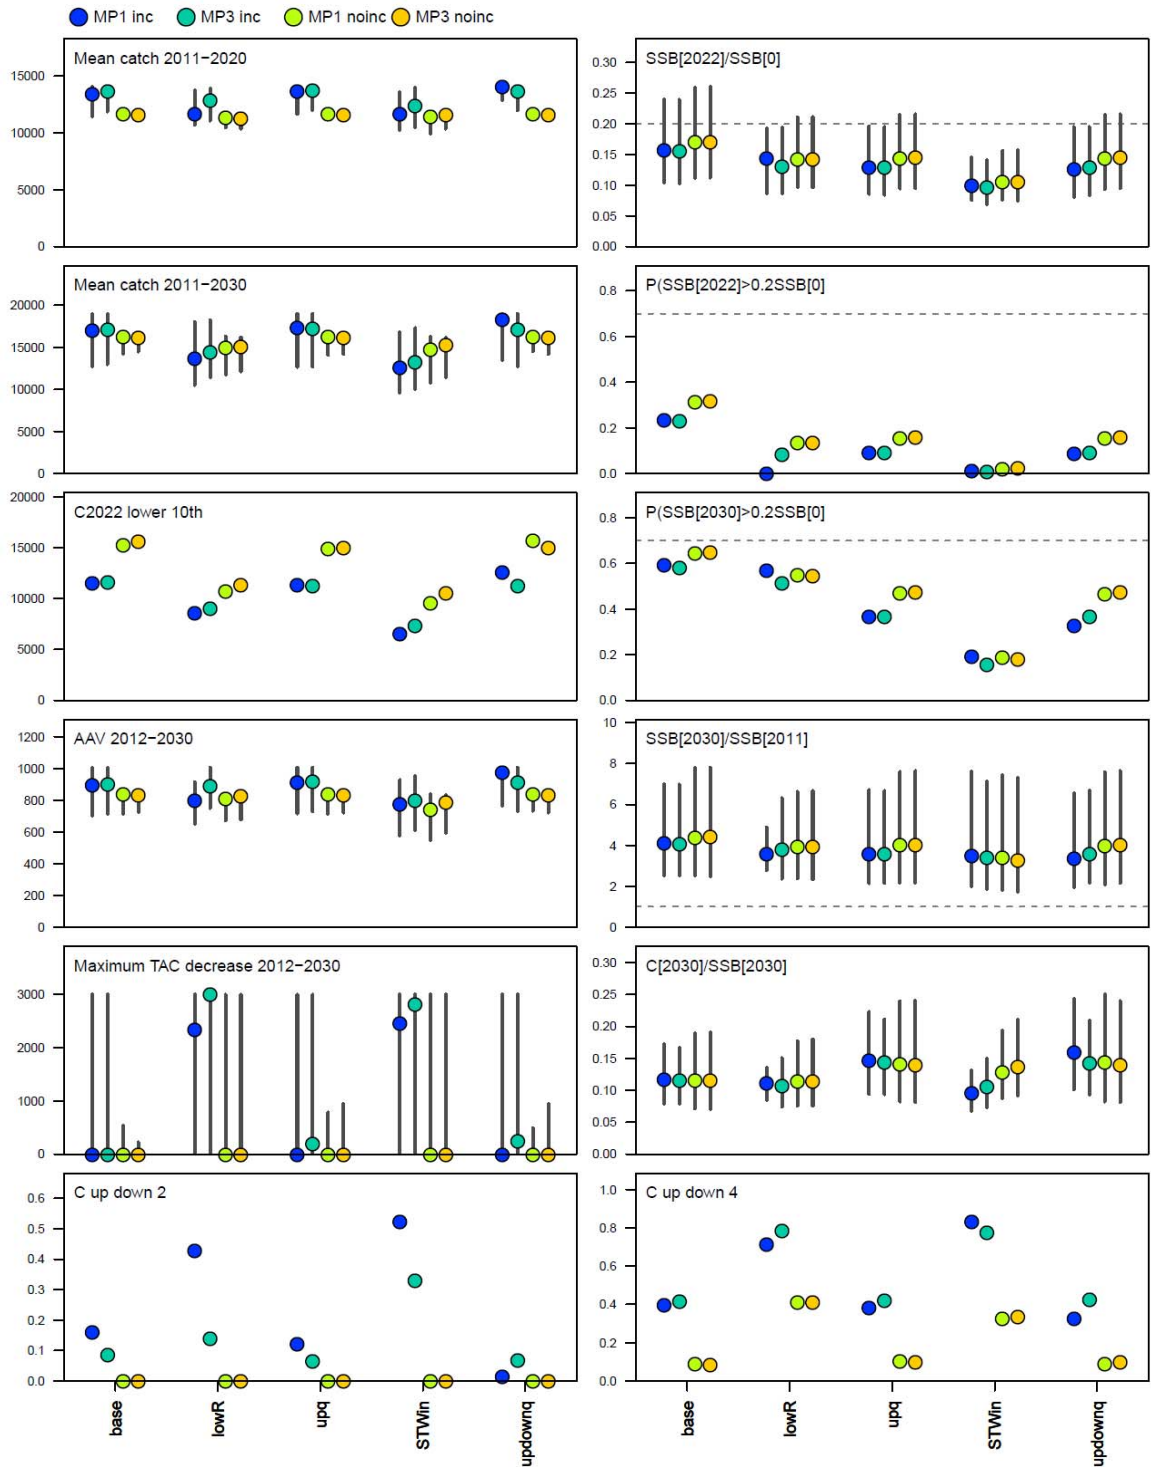 MP1 inc MP3 inc MP1 noinc MP3 noinc
Mean catch 2011−2020
15000
10000
5000
0
SSB[2022]/SSB[0]
0.30
0.25
0.20
0.15
0.10
0.05
0.00
Mean catch 2011−2030
20000
15000
10000
5000
0
P(SSB[2022]>0.2SSB[0]
0.8
0.6
0.4
0.2
0.0
C2022 lower 10th
20000
15000
10000
5000
0
P(SSB[2030]>0.2SSB[0]
0.8
0.6
0.4
0.2
0.0
AAV 2012−2030
1200
1000
800
600
400
200
0
SSB[2030]/SSB[2011]
10
8
6
4
2
0
Maximum TAC decrease 2012−2030
3000
2000
1000
0
C[2030]/SSB[2030]
0.30
0.25
0.20
0.15
0.10
0.05
0.00
C up down 2
0.6
0.5
0.4
0.3
0.2
0.1
0.0
base
lowR
upq
STWin
updownq
C up down 4
1.0
0.8
0.6
0.4
0.2
0.0
base
lowR
upq
STWin
updownq